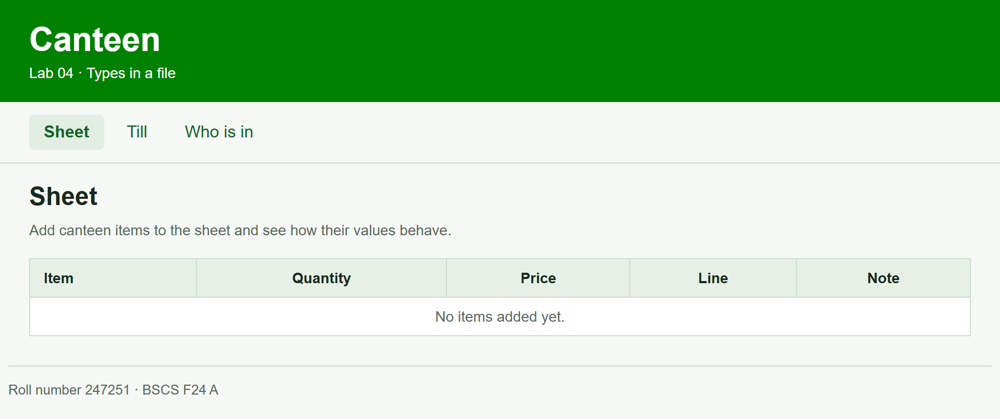 Canteen
Lab 04 · Types in a file
Sheet Till Who is in
Sheet
Add canteen items to the sheet and see how their values behave.
Item Quantity Price Line Note
No items added yet.
Roll number 247251 · BSCS F24 A